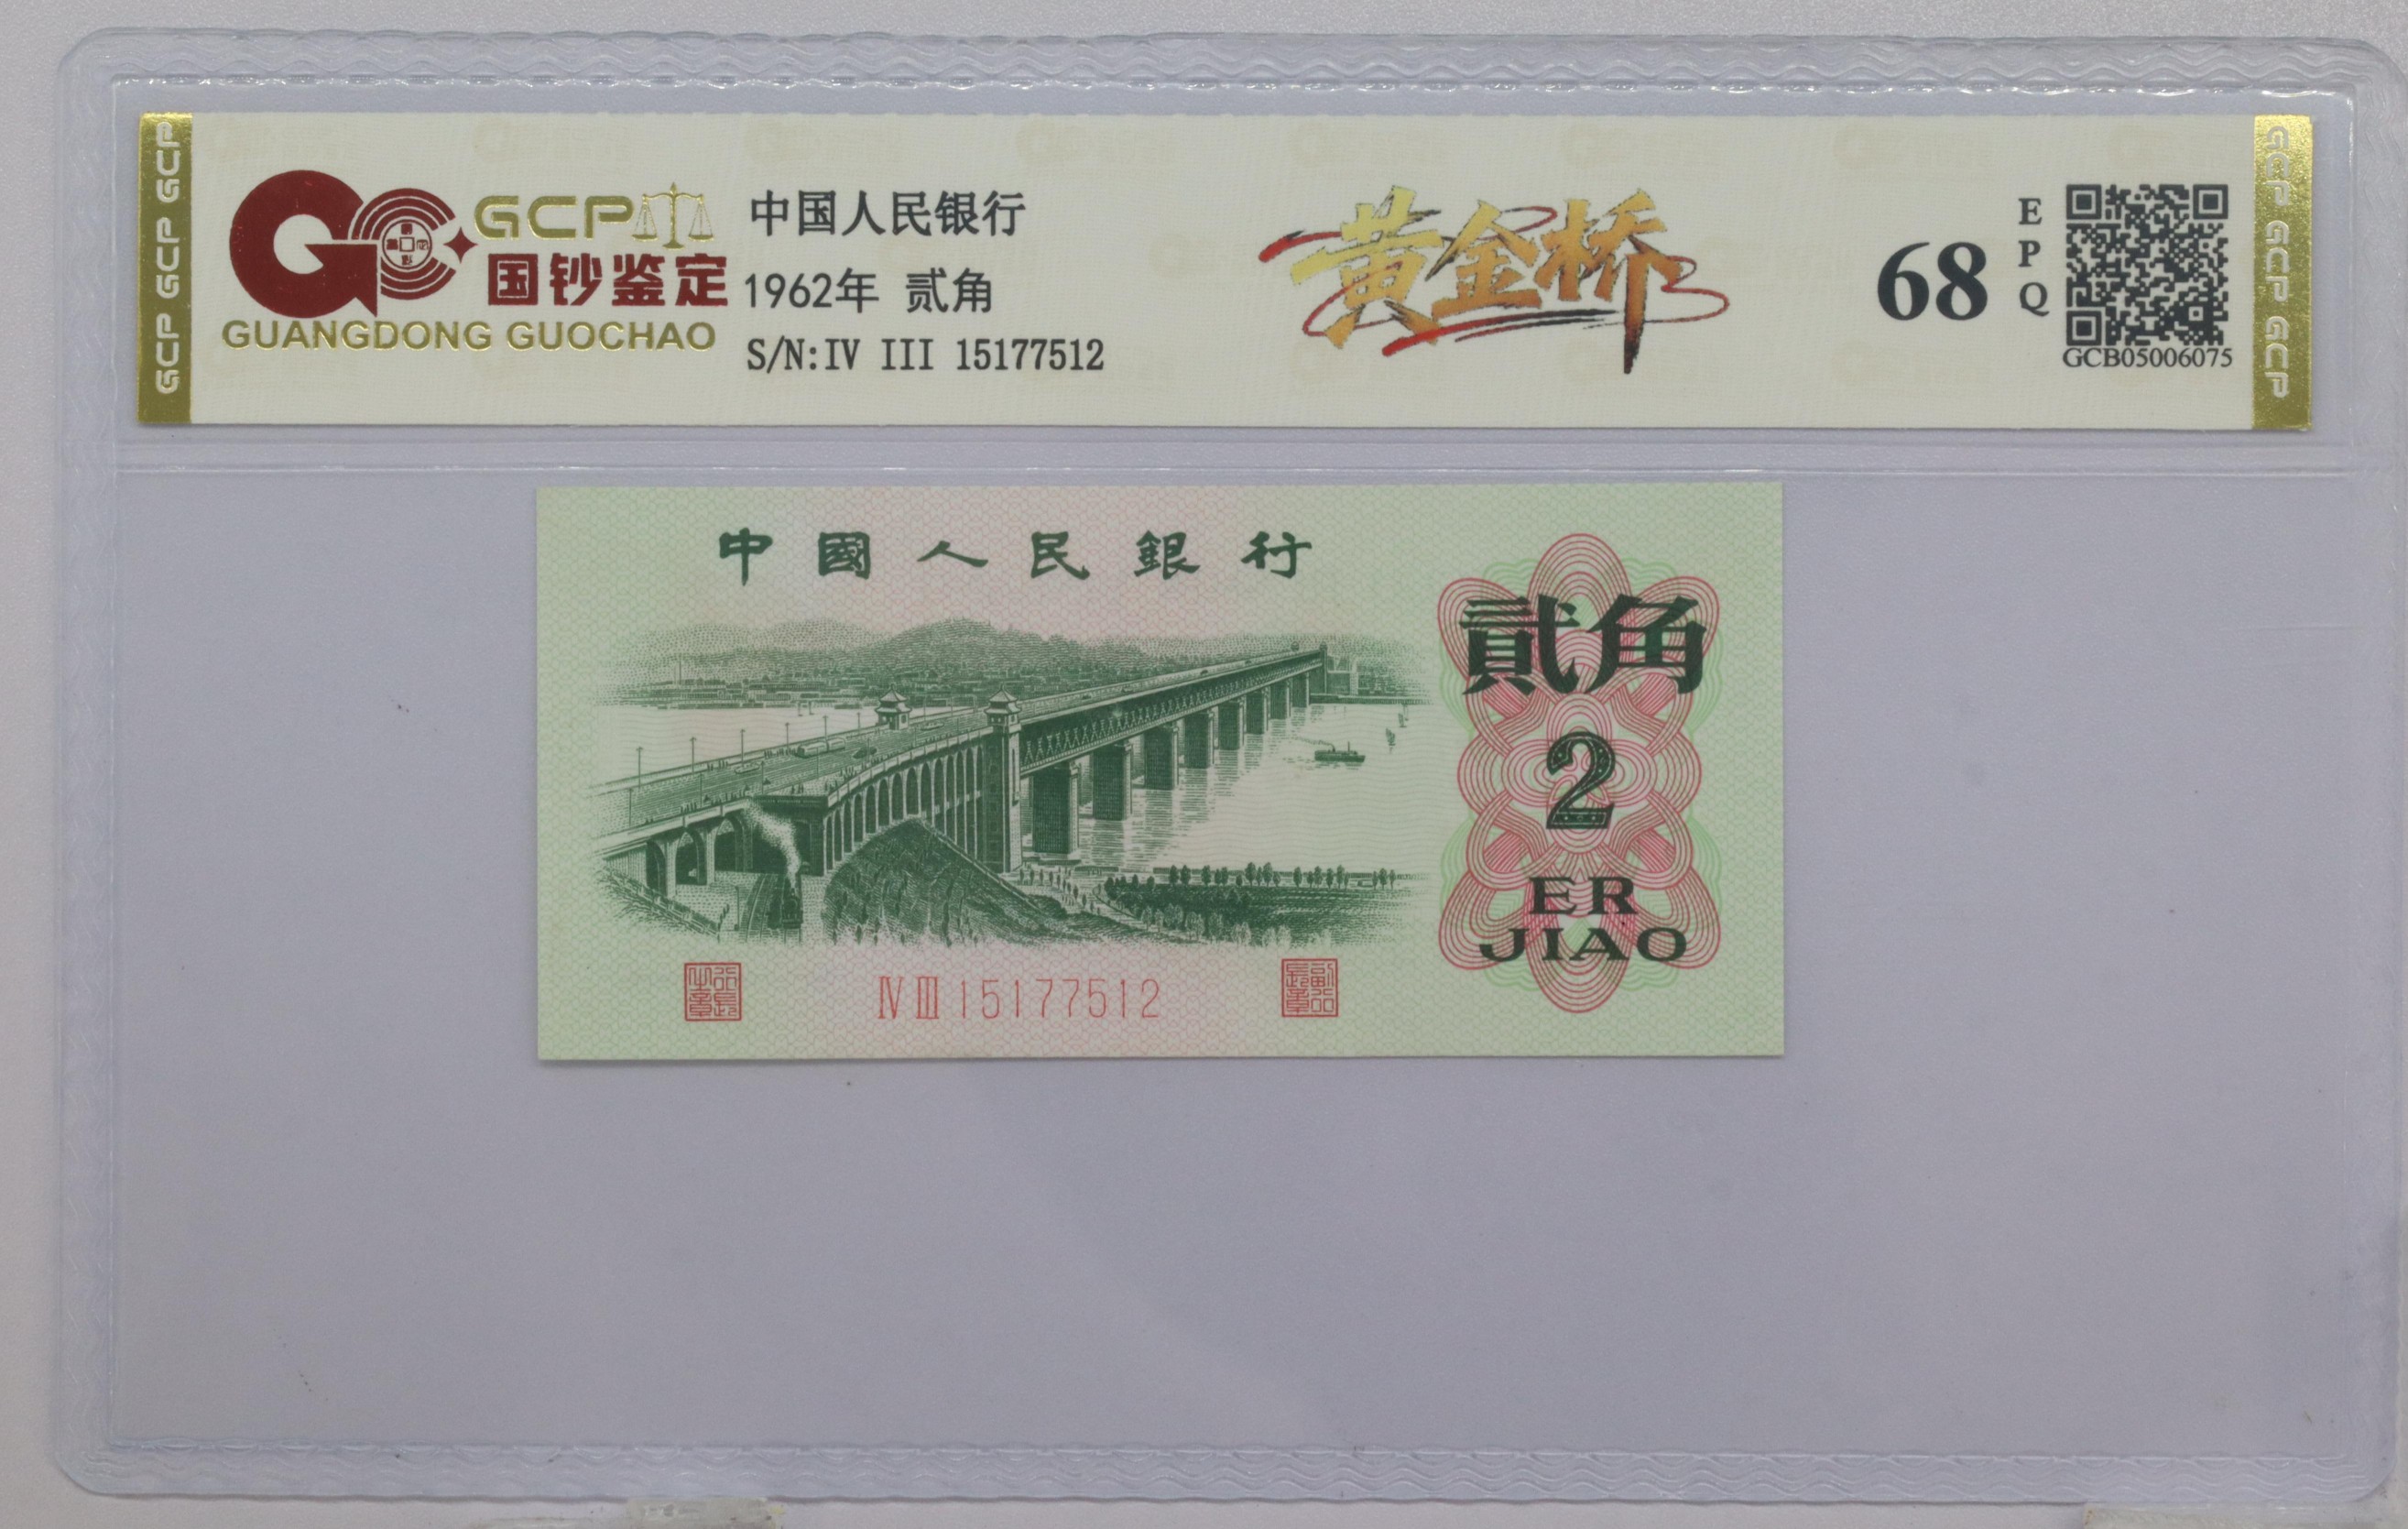 GCP GCP GCP
GCP
国钞鉴定
GUANGDONG GUOCHAO
中国人民银行
1962年 贰角
S/N:IV III 15177512
黄金桥
68
EPQ
GCB05006075
GCP GCP GCP
中國人民銀行
貳角
2
ER
JIAO
IV III 15177512